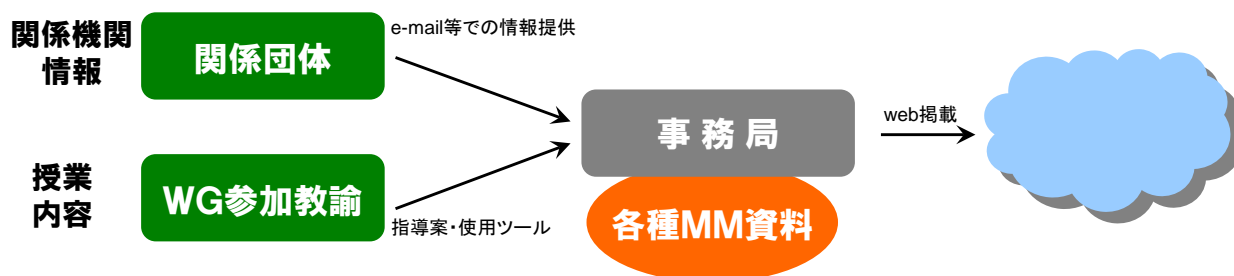 関係機関
情報
関係団体
e-mail等での情報提供
事 務 局
web掲載
授業
内容
WG参加教諭
指導案・使用ツール
各種MM資料